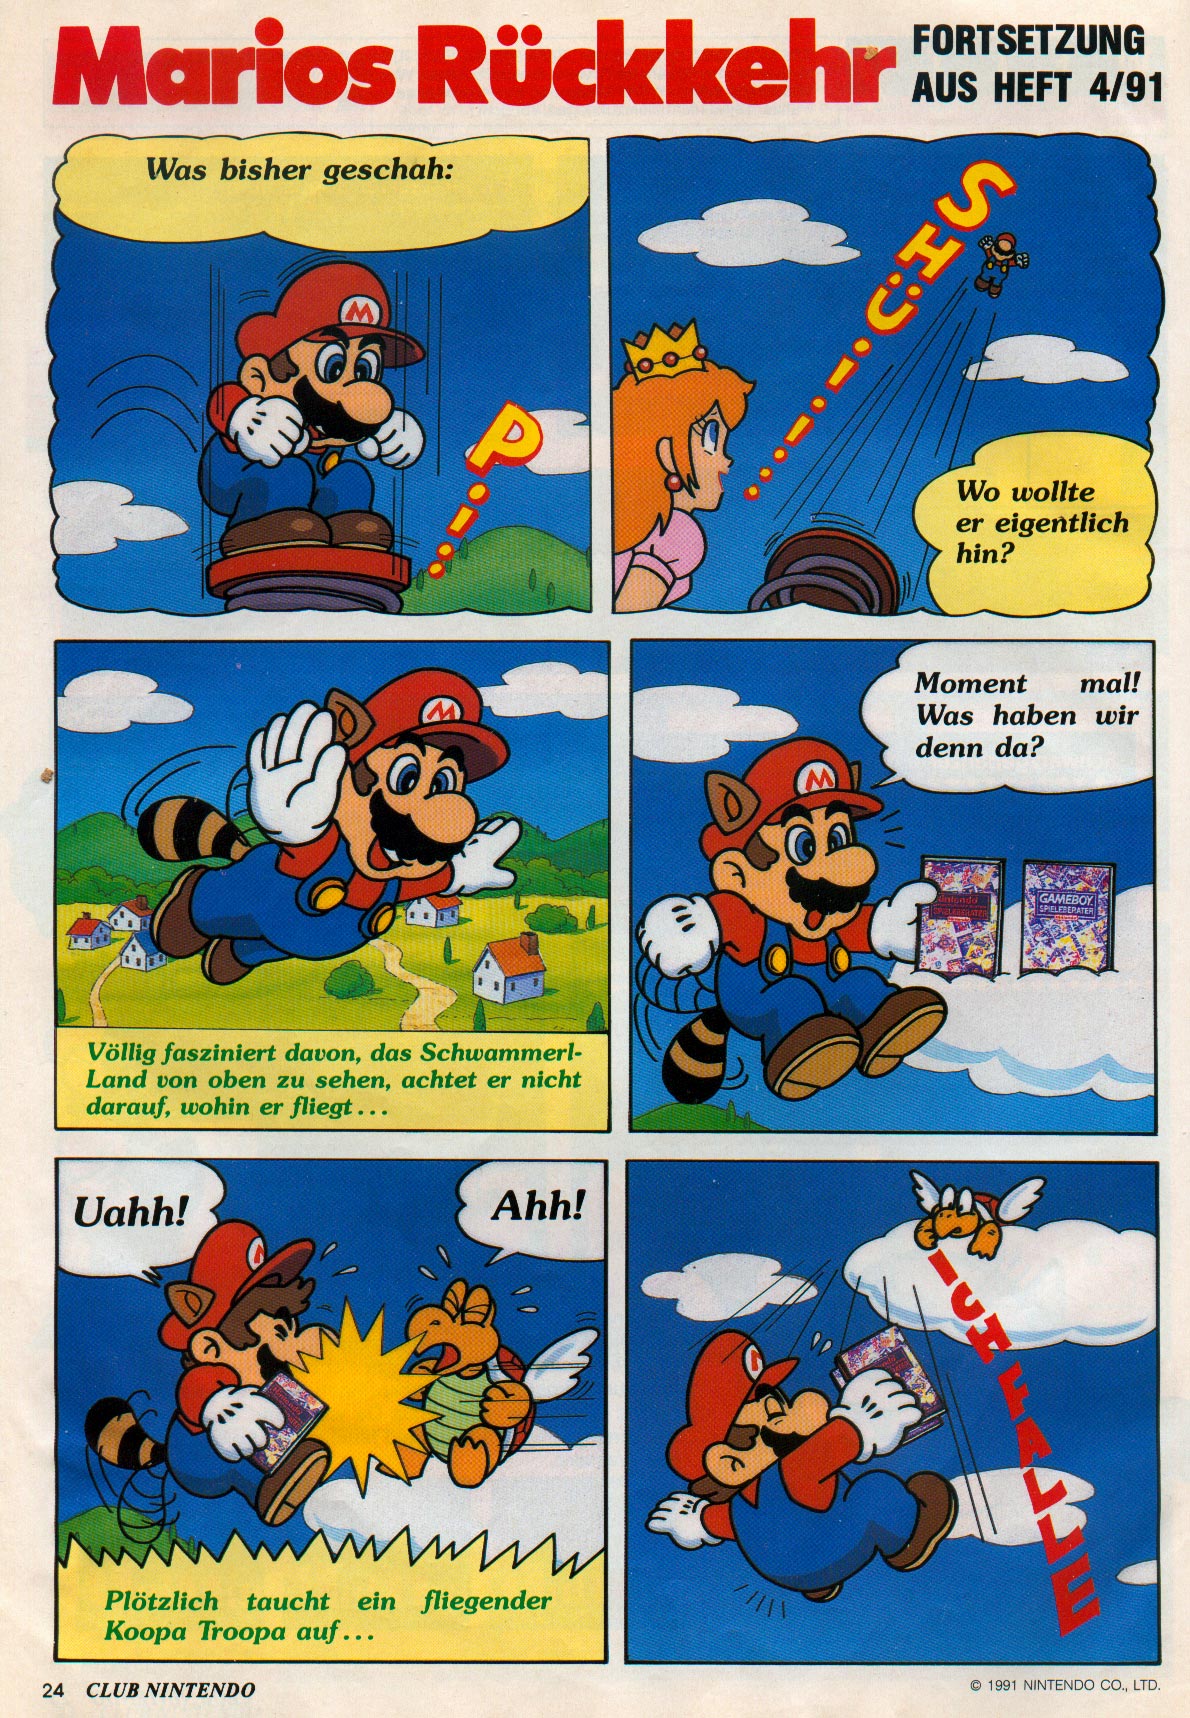 Marios Rückkehr
FORTSETZUNG
AUS HEFT 4/91
Was bisher geschah:
M
P...
SHÜ.........
Wo wollte
er eigentlich
hin?
M
Völlig fasziniert davon, das Schwammerl-
Land von oben zu sehen, achtet er nicht
darauf, wohin er fliegt...
Moment mal!
Was haben wir
denn da?
M
Nintendo
SPIELEBERATER
GAMEBOY
SPIELEBERATER
Uahh!
Ahh!
M
Plötzlich taucht ein fliegender
Koopa Troopa auf...
ICH FALLE
M
24 CLUB NINTENDO
© 1991 NINTENDO CO., LTD.